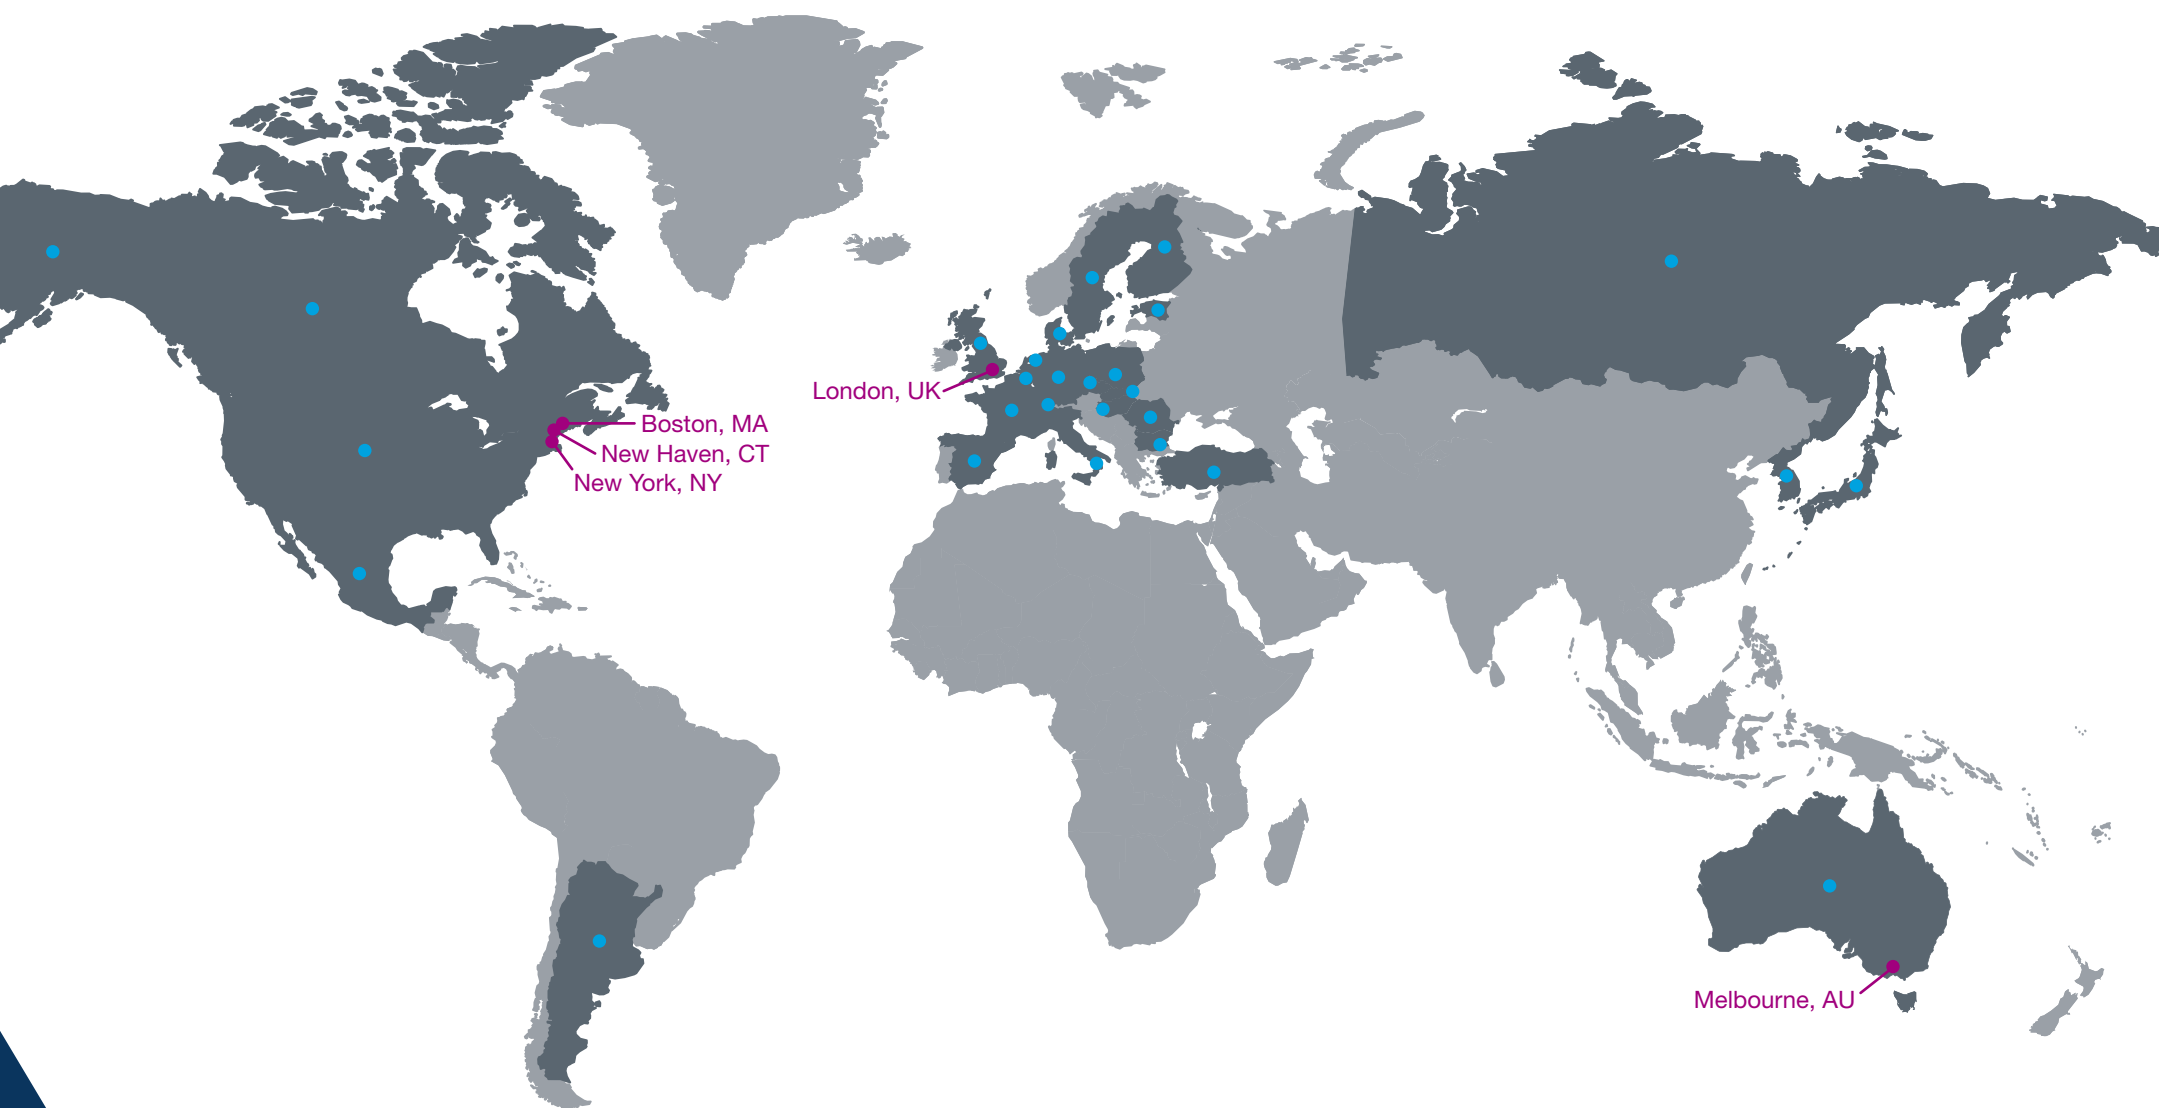 London, UK
Boston, MA
New Haven, CT
New York, NY
Melbourne, AU